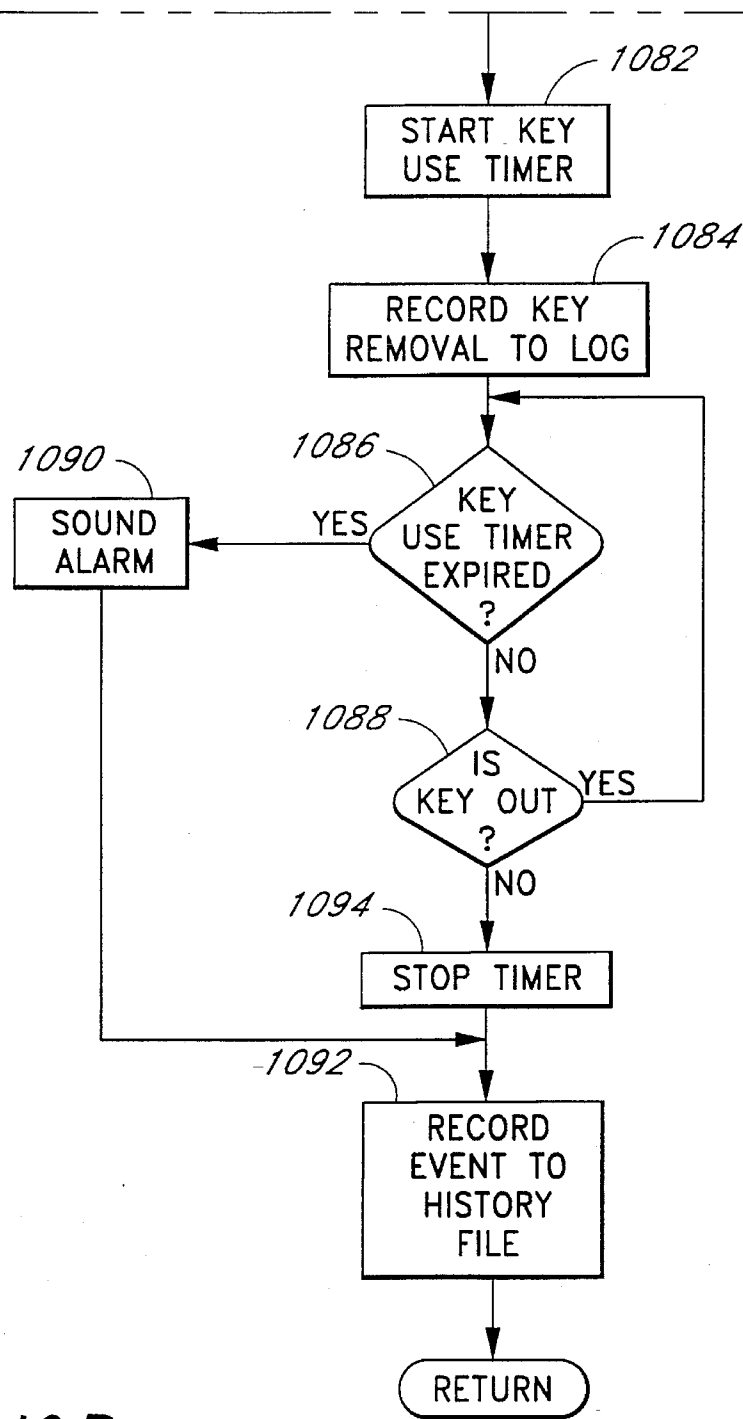 1082
START KEY
USE TIMER
1084
RECORD KEY
REMOVAL TO LOG
1086
KEY
USE TIMER
EXPIRED
?
YES
1090
SOUND
ALARM
NO
1088
IS
KEY OUT
?
YES
NO
1094
STOP TIMER
1092
RECORD
EVENT TO
HISTORY
FILE
RETURN